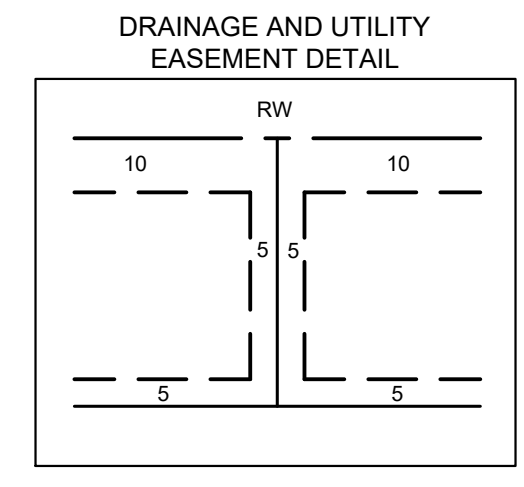 DRAINAGE AND UTILITY
EASEMENT DETAIL
RW
10 10
5 5
5 5